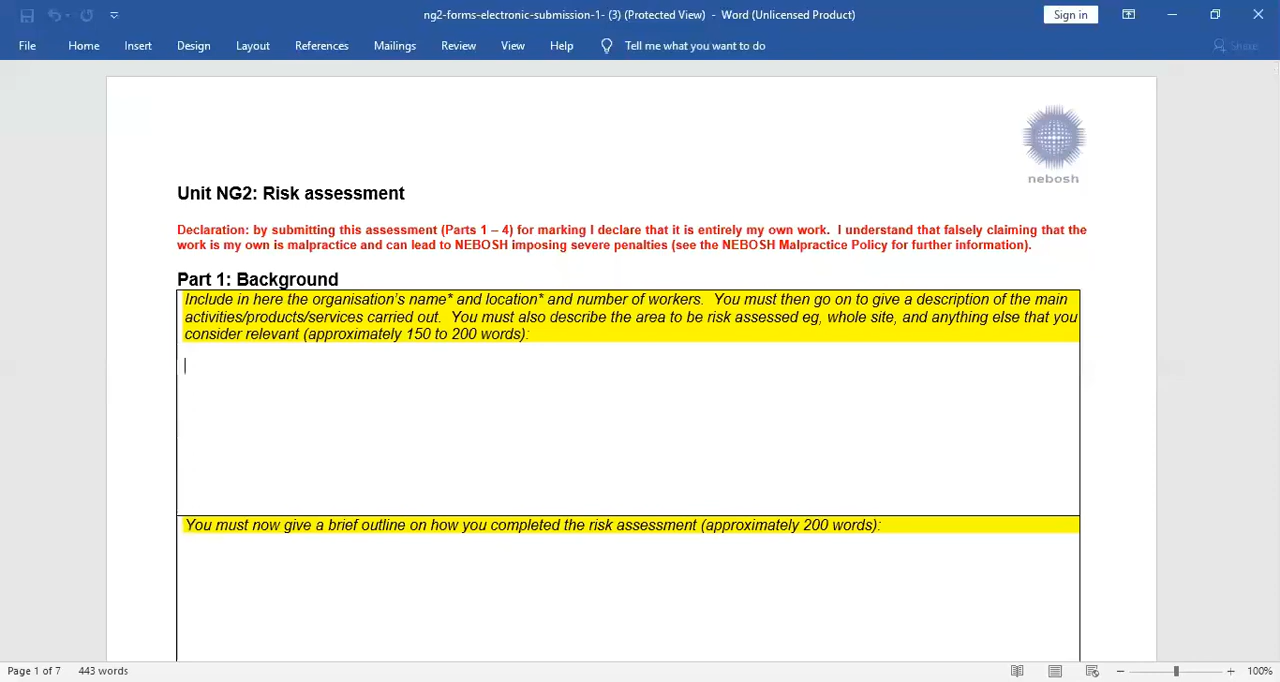 ng2-forms-electronic-submission-1- (3) (Protected View) - Word (Unlicensed Product)
Sign in
File Home Insert Design Layout References Mailings Review View Help Tell me what you want to do Share
nebosh
Unit NG2: Risk assessment
Declaration: by submitting this assessment (Parts 1 – 4) for marking I declare that it is entirely my own work. I understand that falsely claiming that the
work is my own is malpractice and can lead to NEBOSH imposing severe penalties (see the NEBOSH Malpractice Policy for further information).
Part 1: Background
Include in here the organisation's name* and location* and number of workers. You must then go on to give a description of the main
activities/products/services carried out. You must also describe the area to be risk assessed eg, whole site, and anything else that you
consider relevant (approximately 150 to 200 words):
You must now give a brief outline on how you completed the risk assessment (approximately 200 words):
Page 1 of 7 443 words
100%